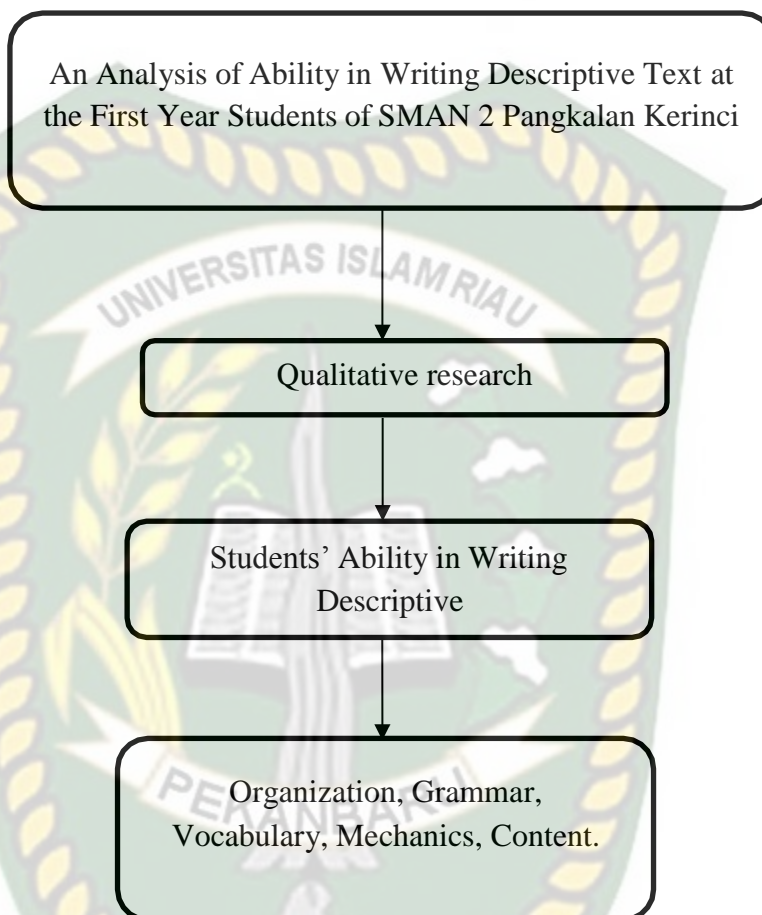 An Analysis of Ability in Writing Descriptive Text at
the First Year Students of SMAN 2 Pangkalan Kerinci
UNIVERSITAS ISLAM RIAU
Qualitative research
Students’ Ability in Writing
Descriptive
PEKANBARU
Organization, Grammar,
Vocabulary, Mechanics, Content.